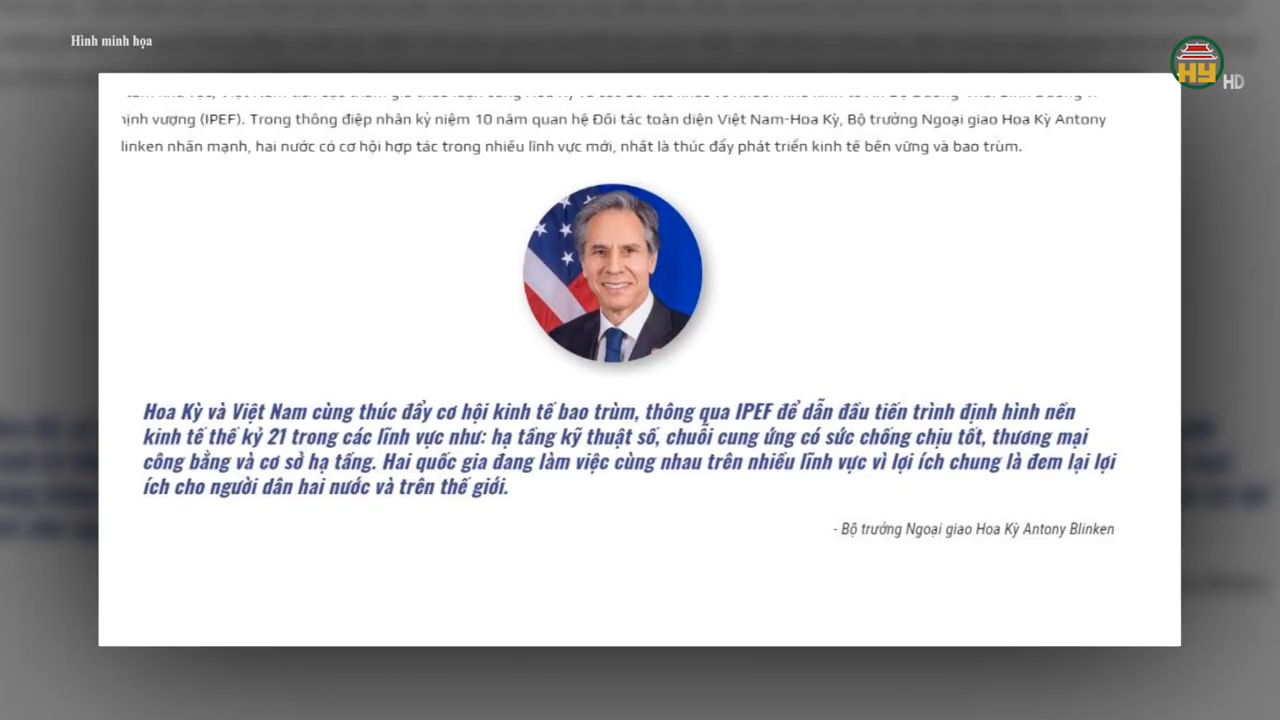 Hình minh họa
HY HD
thịnh vượng (IPEF). Trong thông điệp nhân kỷ niệm 10 năm quan hệ Đối tác toàn diện Việt Nam-Hoa Kỳ, Bộ trưởng Ngoại giao Hoa Kỳ Antony
linken nhấn mạnh, hai nước có cơ hội hợp tác trong nhiều lĩnh vực mới, nhất là thúc đẩy phát triển kinh tế bền vững và bao trùm.
Hoa Kỳ và Việt Nam cùng thúc đẩy cơ hội kinh tế bao trùm, thông qua IPEF để dẫn đầu tiến trình định hình nền
kinh tế thế kỷ 21 trong các lĩnh vực như: hạ tầng kỹ thuật số, chuỗi cung ứng có sức chống chịu tốt, thương mại
công bằng và cơ sở hạ tầng. Hai quốc gia đang làm việc cùng nhau trên nhiều lĩnh vực vì lợi ích chung là đem lại lợi
ích cho người dân hai nước và trên thế giới.
- Bộ trưởng Ngoại giao Hoa Kỳ Antony Blinken